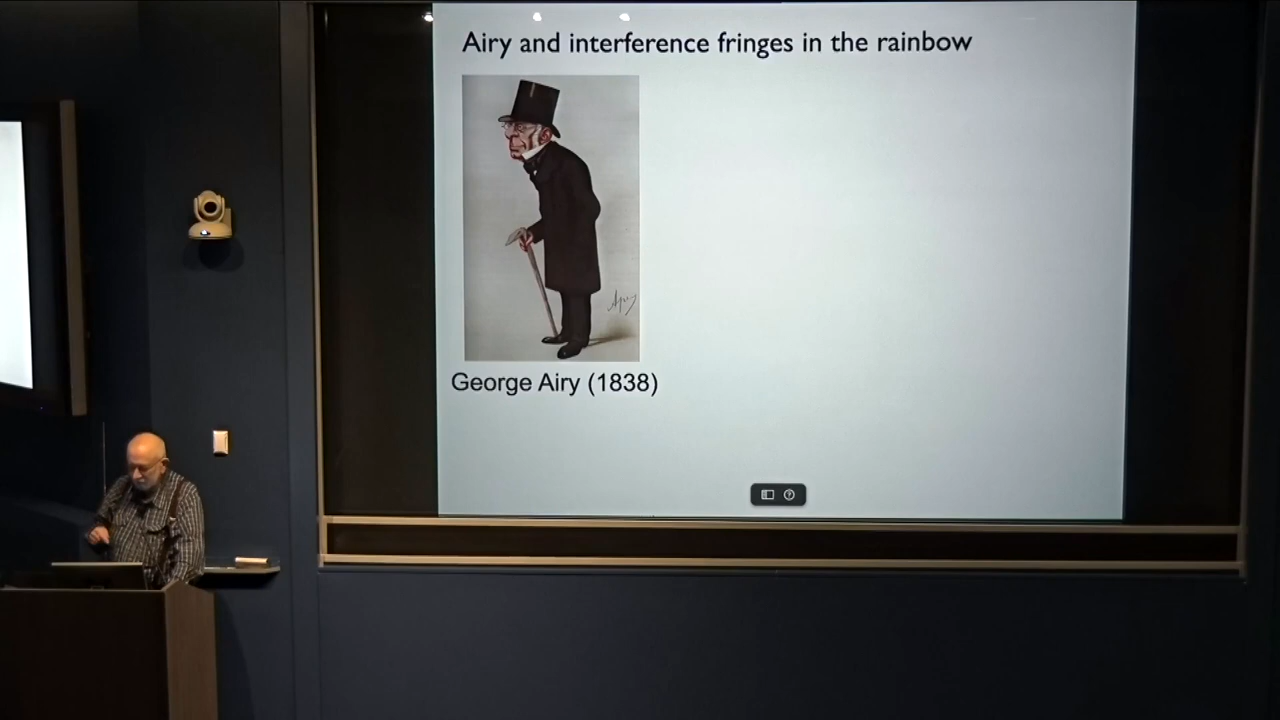 Airy and interference fringes in the rainbow
George Airy (1838)